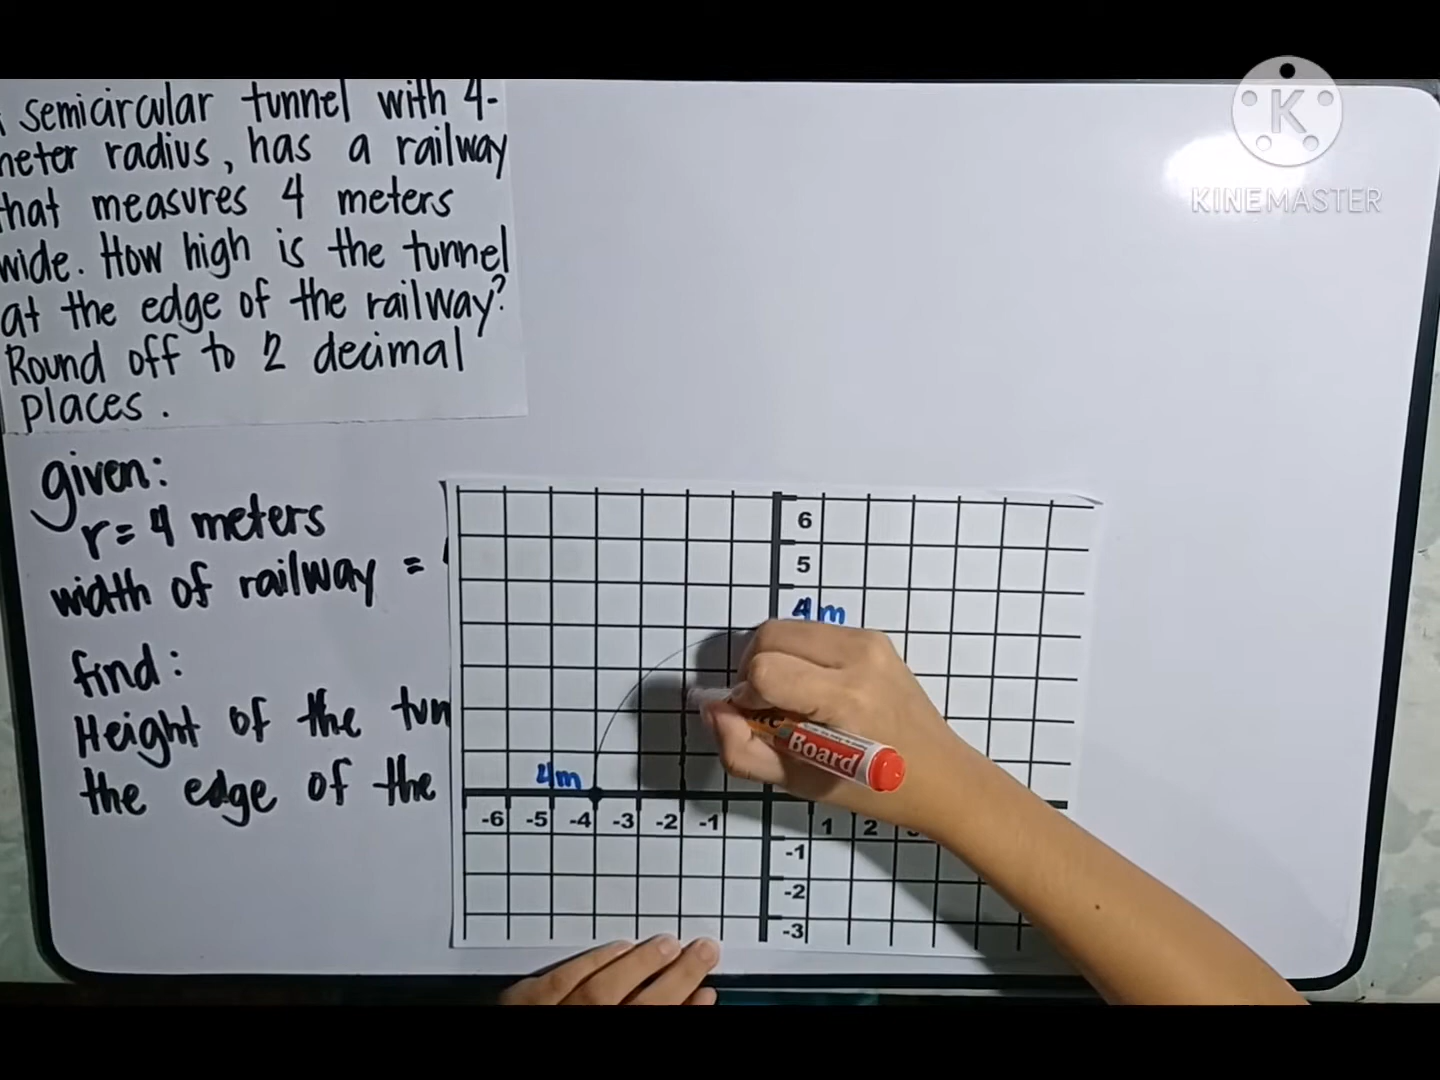 semicircular tunnel with 4-
meter radius, has a railway
that measures 4 meters
wide. How high is the tunnel
at the edge of the railway?
Round off to 2 decimal
places.
given:
r = 4 meters
width of railway =
find:
Height of the tun
the edge of the
6
5
4m
4m
-6 -5 -4 -3 -2 -1 1 2
-1
-2
-3
Board
K
KINEMASTER